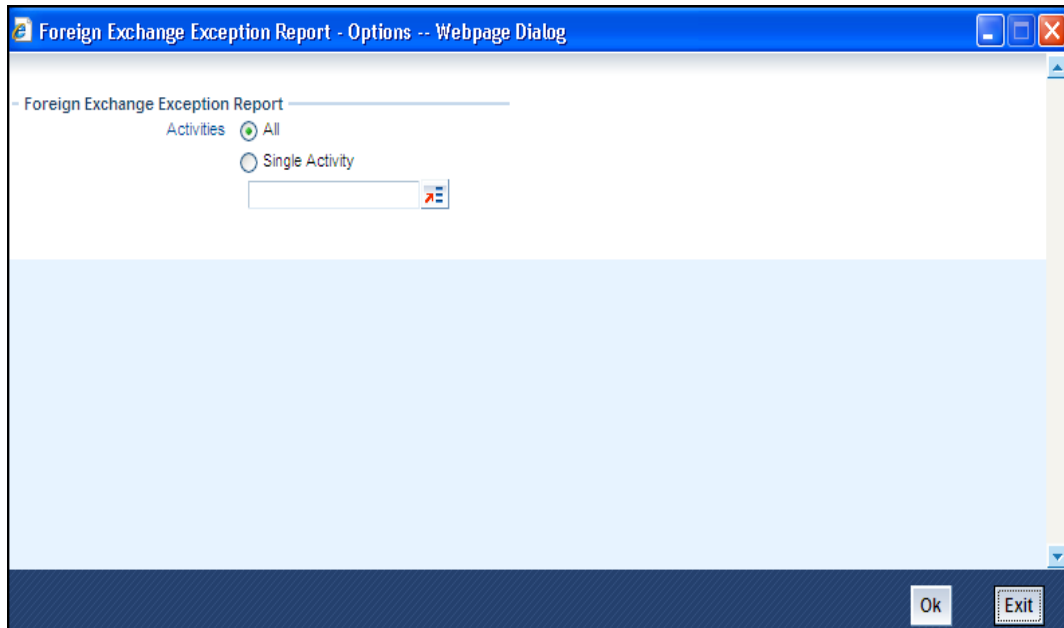 Foreign Exchange Exception Report - Options -- Webpage Dialog
Foreign Exchange Exception Report
Activities All
Single Activity
Ok Exit